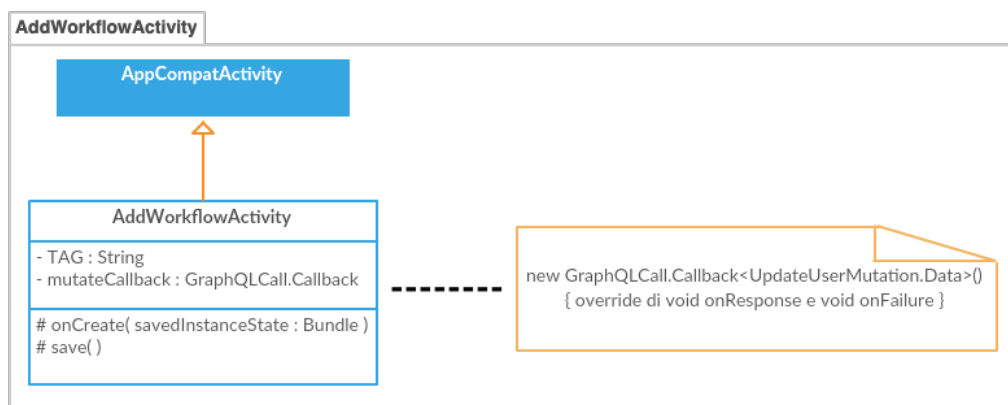 AddWorkflowActivity
AppCompatActivity
AddWorkflowActivity
- TAG : String
- mutateCallback : GraphQLCall.Callback
# onCreate( savedInstanceState : Bundle )
# save( )
new GraphQLCall.Callback<UpdateUserMutation.Data>()
{ override di void onResponse e void onFailure }